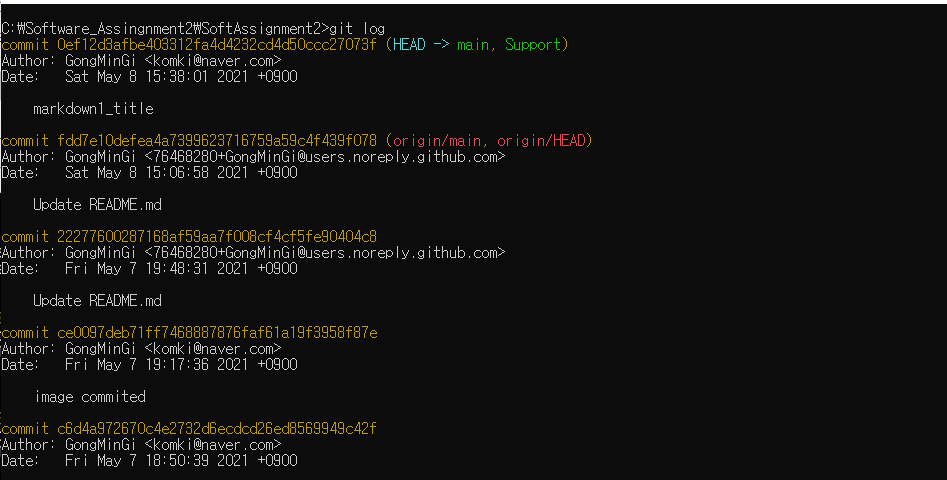 C:₩Software_Assingnment2₩SoftAssignment2>git log
commit 0ef12d3afbe403312fa4d4232cd4d50ccc27073f (HEAD -> main, Support)
Author: GongMinGi <komki@naver.com>
Date:   Sat May 8 15:38:01 2021 +0900
markdown1_title
commit fdd7e10defea4a7399623716759a59c4f439f078 (origin/main, origin/HEAD)
Author: GongMinGi <76468280+GongMinGi@users.noreply.github.com>
Date:   Sat May 8 15:06:58 2021 +0900
Update README.md
commit 22277600287168af59aa7f008cf4cf5fe90404c8
Author: GongMinGi <76468280+GongMinGi@users.noreply.github.com>
Date:   Fri May 7 19:48:31 2021 +0900
Update README.md
commit ce0097deb71ff7468887876faf61a19f3958f87e
Author: GongMinGi <komki@naver.com>
Date:   Fri May 7 19:17:36 2021 +0900
image commited
commit c6d4a972670c4e2732d6ecdcd26ed8569949c42f
Author: GongMinGi <komki@naver.com>
Date:   Fri May 7 18:50:39 2021 +0900